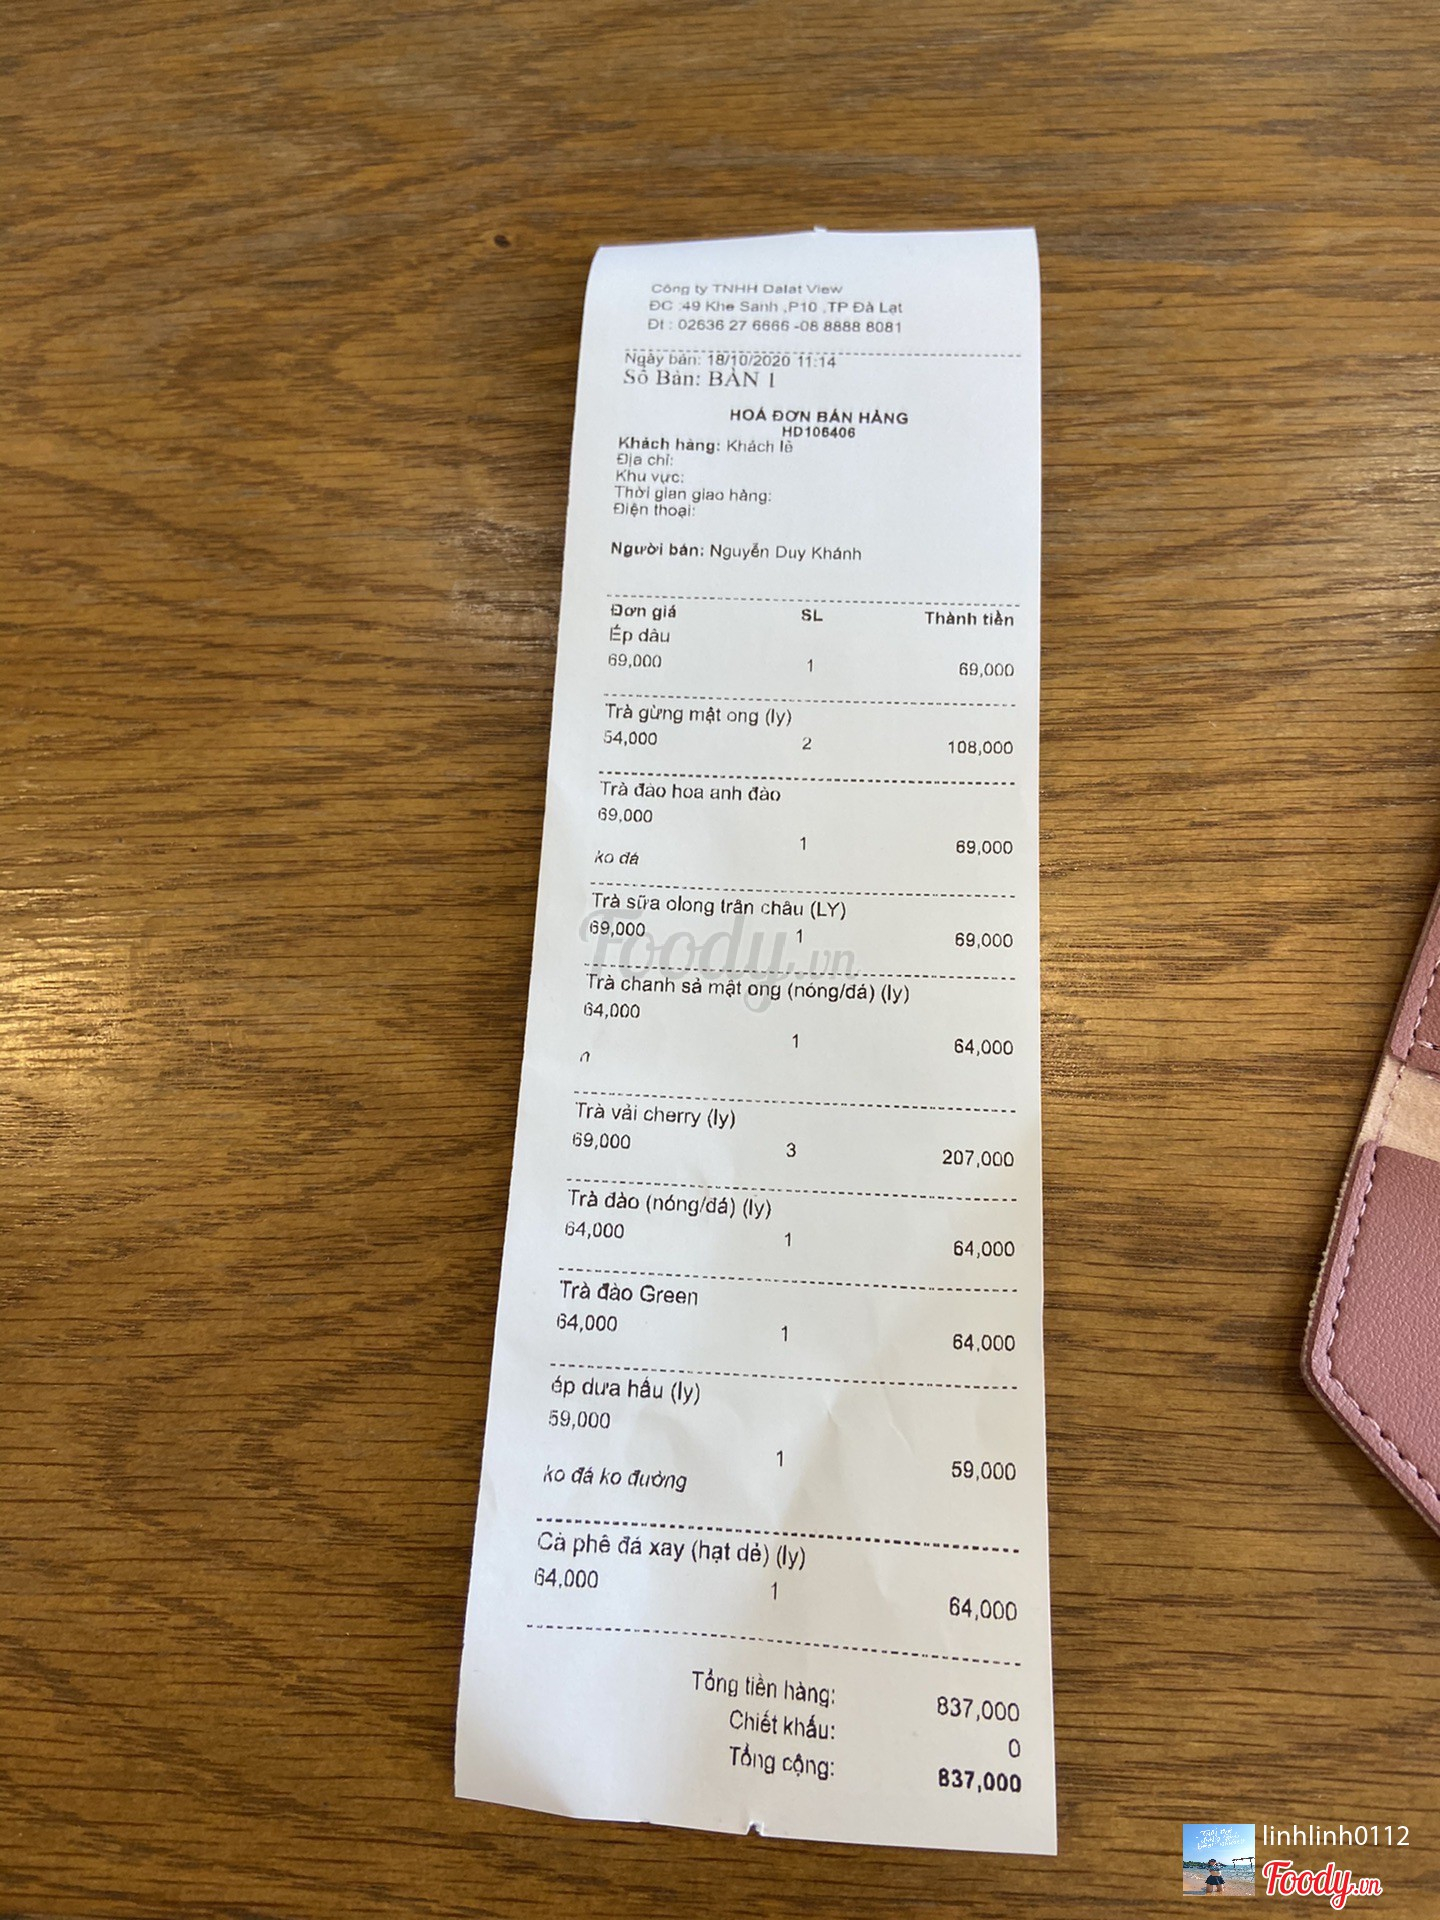 Công ty TNHH Dalat View
ĐC :49 Khe Sanh ,P10 ,TP Đà Lạt
Dt : 02636 27 6666 -08 8888 8081
Ngày bán: 18/10/2020 11:14
Số Bàn: BÀN 1
HOÁ ĐƠN BÁN HÀNG
HD106406
Khách hàng: Khách lẻ
Địa chỉ:
Khu vực:
Thời gian giao hàng:
Điện thoại:
Người bán: Nguyễn Duy Khánh
Đơn giá SL Thành tiền
Ép dâu
69,000 1 69,000
Trà gừng mật ong (ly)
54,000 2 108,000
Trà đào hoa anh đào
69,000
1 69,000
ko đá
Trà sữa olong trân châu (LY)
69,000 1 69,000
Trà chanh sả mật ong (nóng/đá) (ly)
64,000
1 64,000
n
Trà vải cherry (ly)
69,000 3 207,000
Trà đào (nóng/đá) (ly)
64,000 1 64,000
Trà đào Green
64,000 1 64,000
ép dưa hấu (ly)
59,000
1 59,000
ko đá ko đường
Cà phê đá xay (hạt dẻ) (ly)
64,000 1 64,000
Tổng tiền hàng: 837,000
Chiết khấu: 0
Tổng cộng: 837,000
Foody.vn
linhlinh0112
Foody.vn